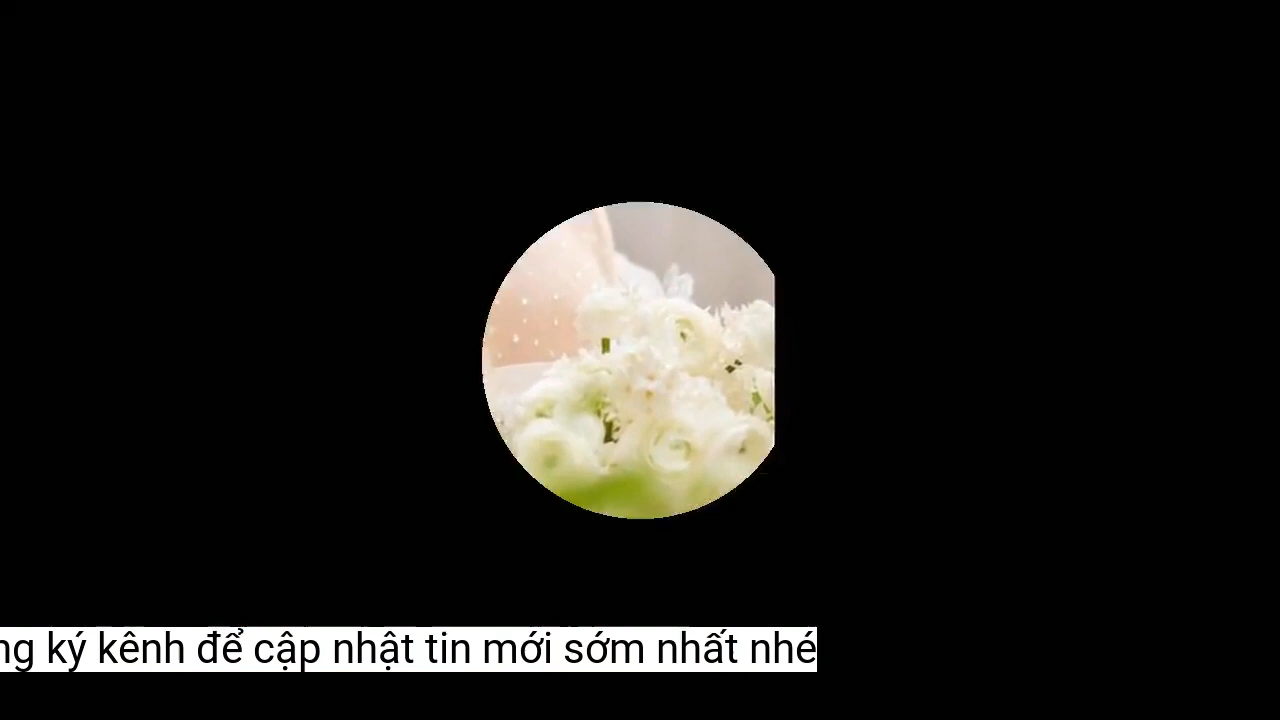 ng ký kênh để cập nhật tin mới sớm nhất nhé